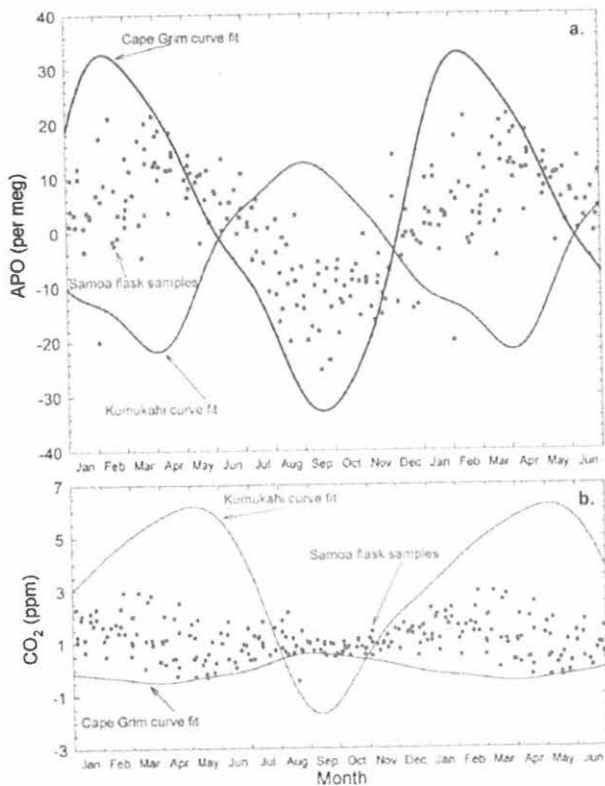 40
a.
Cape Grim curve fit
30
20
10
0
APO (per meg)
Samoa flask samples
-10
-20
Kumukahi curve fit
-30
-40
Jan Feb Mar Apr May Jun Jul Aug Sep Oct Nov Dec Jan Feb Mar Apr May Jun
7
b.
Kumukahi curve fit
5
Samoa flask samples
3
CO2 (ppm)
1
-1
Cape Grim curve fit
-3
Jan Feb Mar Apr May Jun Jul Aug Sep Oct Nov Dec Jan Feb Mar Apr May Jun
Month